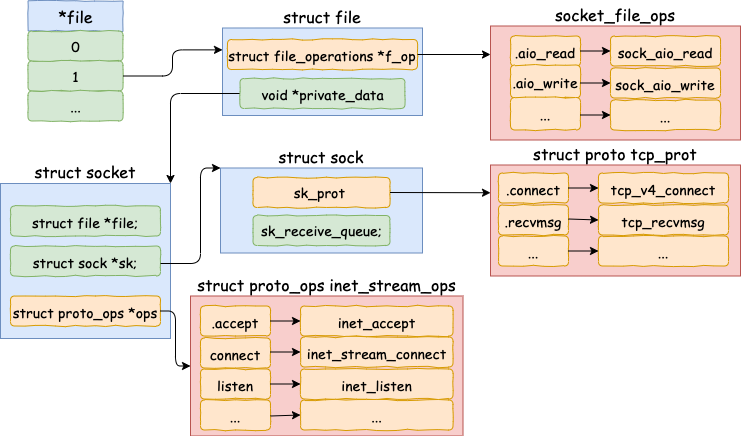 *file
0
1
...
struct file
struct file_operations *f_op
void *private_data
socket_file_ops
.aio_read
sock_aio_read
.aio_write
sock_aio_write
...
...
struct socket
struct file *file;
struct sock *sk;
struct proto_ops *ops
struct sock
sk_prot
sk_receive_queue;
struct proto tcp_prot
.connect
tcp_v4_connect
.recvmsg
tcp_recvmsg
...
...
struct proto_ops inet_stream_ops
.accept
inet_accept
connect
inet_stream_connect
listen
inet_listen
...
...